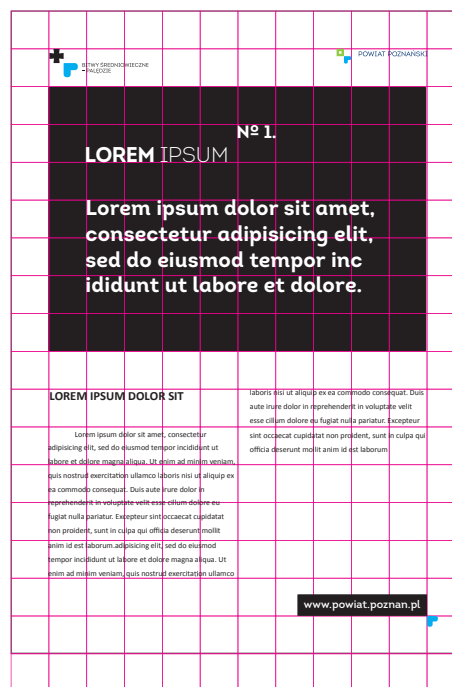 BITWY ŚREDNIOWIECZNE
– PALĘDZIE
POWIAT POZNAŃSKI
Nº 1.
LOREM IPSUM
Lorem ipsum dolor sit amet,
consectetur adipisicing elit,
sed do eiusmod tempor inc
ididunt ut labore et dolore.
LOREM IPSUM DOLOR SIT
Lorem ipsum dolor sit amet, consectetur
adipisicing elit, sed do eiusmod tempor incididunt ut
labore et dolore magna aliqua. Ut enim ad minim veniam,
quis nostrud exercitation ullamco laboris nisi ut aliquip ex
ea commodo consequat. Duis aute irure dolor in
reprehenderit in voluptate velit esse cillum dolore eu
fugiat nulla pariatur. Excepteur sint occaecat cupidatat
non proident, sunt in culpa qui officia deserunt mollit
anim id est laborum.adipisicing elit, sed do eiusmod
tempor incididunt ut labore et dolore magna aliqua. Ut
enim ad minim veniam, quis nostrud exercitation ullamco
laboris nisi ut aliquip ex ea commodo consequat. Duis
aute irure dolor in reprehenderit in voluptate velit
esse cillum dolore eu fugiat nulla pariatur. Excepteur
sint occaecat cupidatat non proident, sunt in culpa qui
officia deserunt mollit anim id est laborum
www.powiat.poznan.pl